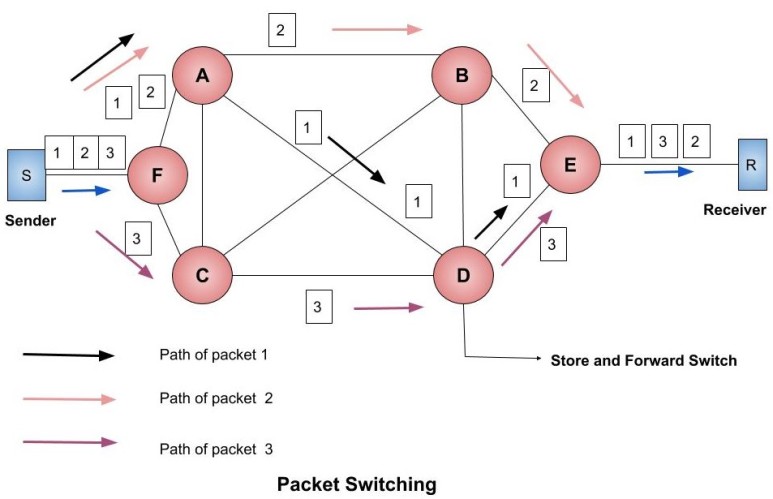 2
A
B
1
2
2
1
1 2 3
1 3 2
S
F
E
R
1
1
Sender
Receiver
3
3
C
D
3
Path of packet 1
Store and Forward Switch
Path of packet 2
Path of packet 3
Packet Switching